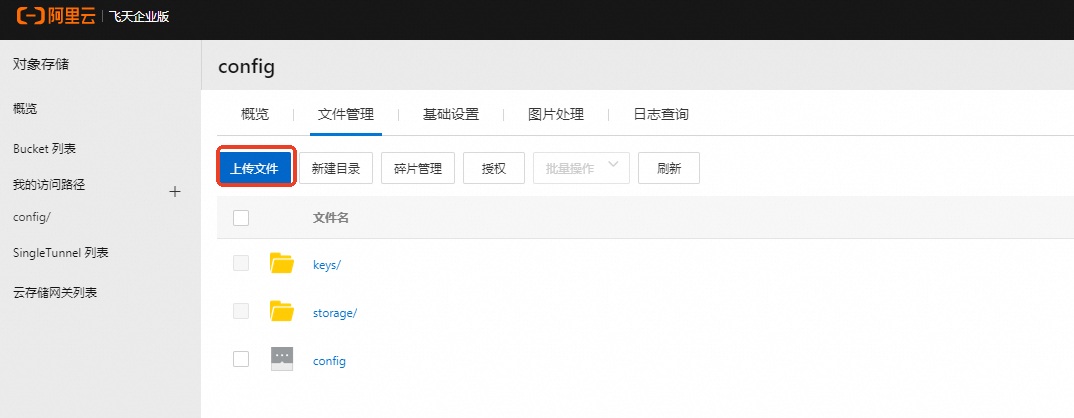 阿里云 飞天企业版
对象存储
概览
Bucket 列表
我的访问路径
config/
SingleTunnel 列表
云存储网关列表
config
概览 文件管理 基础设置 图片处理 日志查询
上传文件 新建目录 碎片管理 授权 批量操作 刷新
文件名
keys/
storage/
config